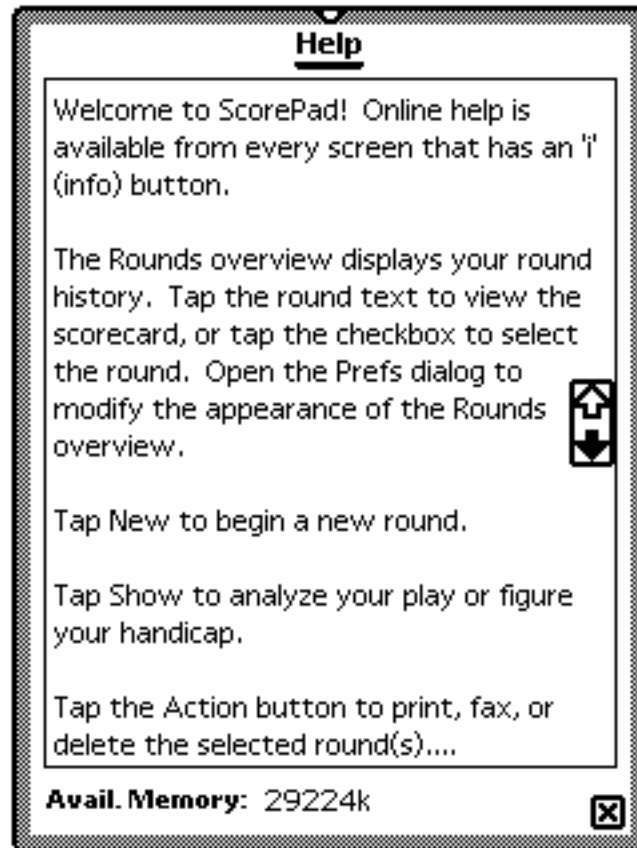 Help
Welcome to ScorePad!  Online help is
available from every screen that has an 'i'
(info) button.
The Rounds overview displays your round
history.  Tap the round text to view the
scorecard, or tap the checkbox to select
the round.  Open the Prefs dialog to
modify the appearance of the Rounds
overview.
Tap New to begin a new round.
Tap Show to analyze your play or figure
your handicap.
Tap the Action button to print, fax, or
delete the selected round(s)....
Avail. Memory: 29224k